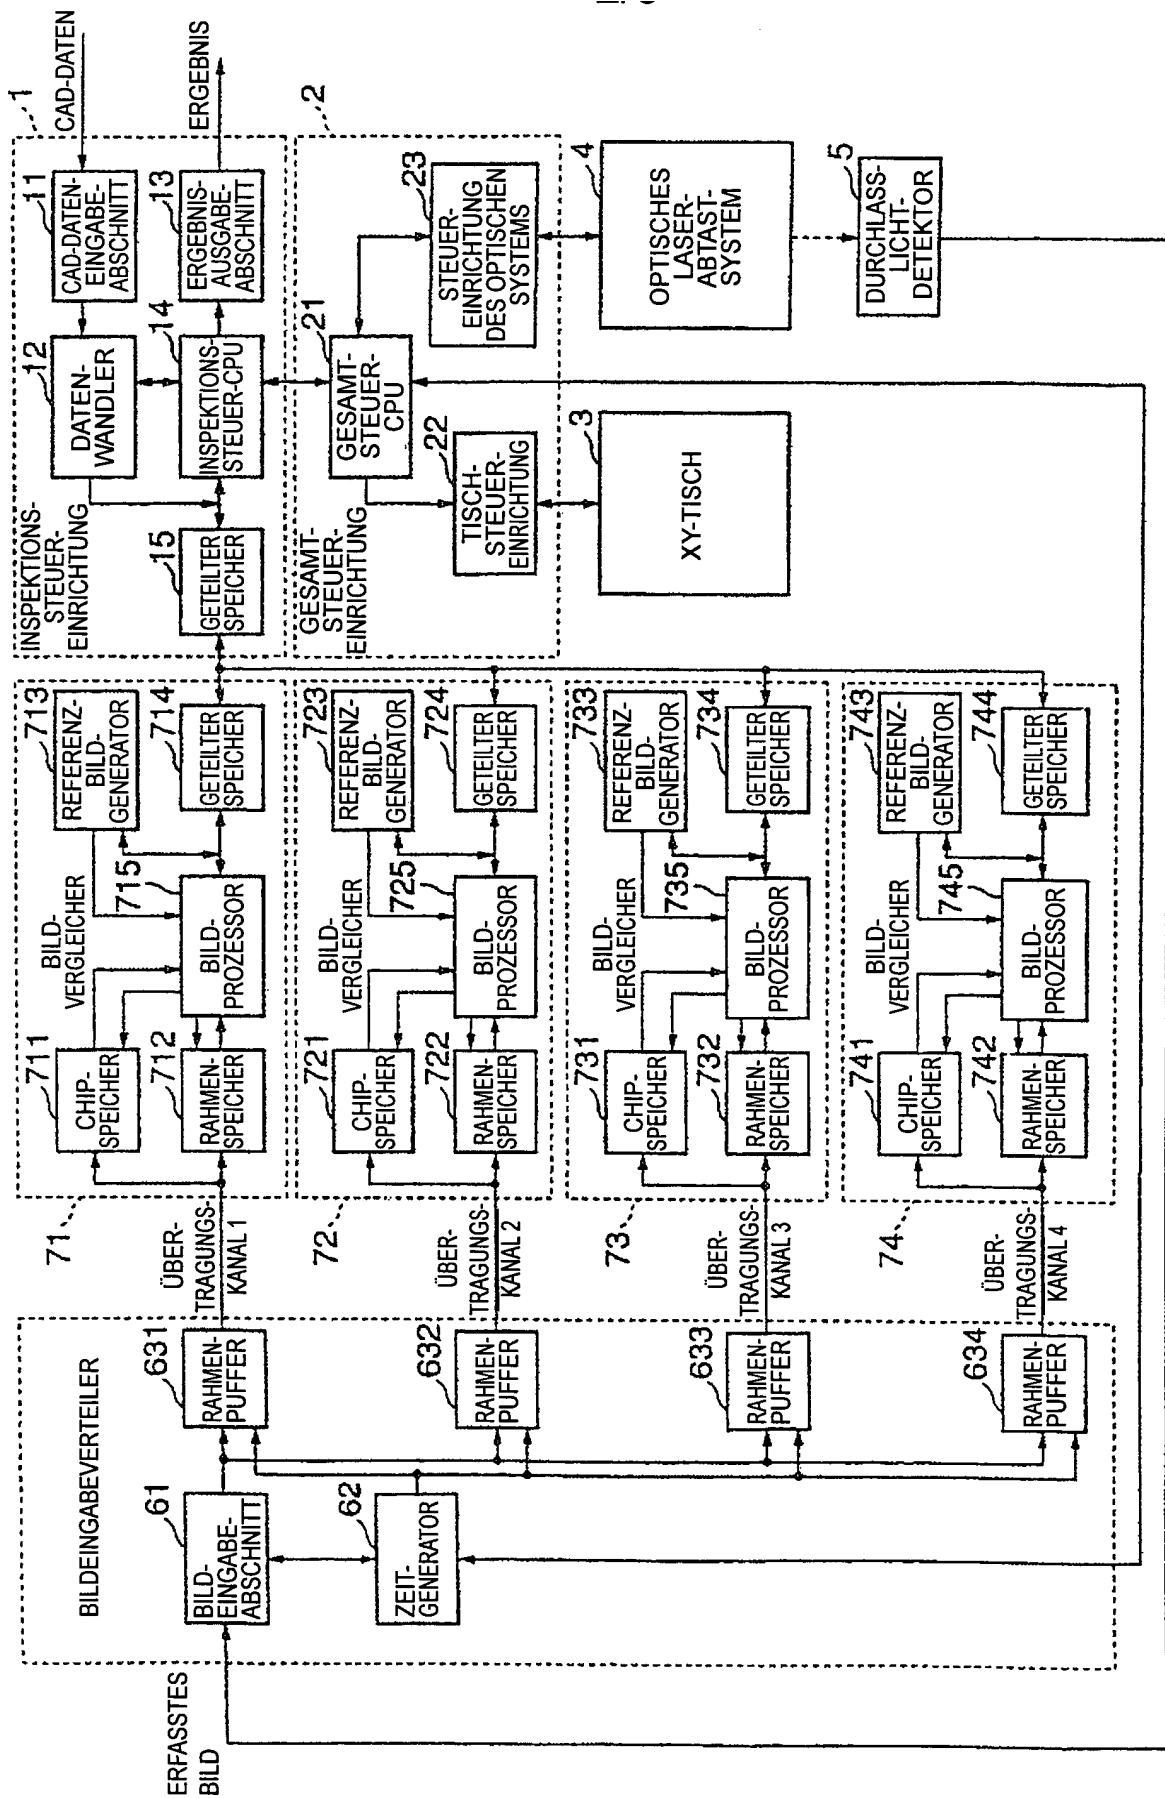 ERFASSTES
BILD
BILDEINGABEVERTEILER
61
BILD-
EINGABE-
ABSCHNITT
62
ZEIT-
GENERATOR
631
RAHMEN-
PUFFER
632
RAHMEN-
PUFFER
633
RAHMEN-
PUFFER
634
RAHMEN-
PUFFER
ÜBER-
TRAGUNGS-
KANAL 1
ÜBER-
TRAGUNGS-
KANAL 2
ÜBER-
TRAGUNGS-
KANAL 3
ÜBER-
TRAGUNGS-
KANAL 4
71
BILD-
VERGLEICHER
711
CHIP-
SPEICHER
712
RAHMEN-
SPEICHER
713
REFERENZ-
BILD-
GENERATOR
714
GETEILTER
SPEICHER
715
BILD-
PROZESSOR
72
BILD-
VERGLEICHER
721
CHIP-
SPEICHER
722
RAHMEN-
SPEICHER
723
REFERENZ-
BILD-
GENERATOR
724
GETEILTER
SPEICHER
725
BILD-
PROZESSOR
73
BILD-
VERGLEICHER
731
CHIP-
SPEICHER
732
RAHMEN-
SPEICHER
733
REFERENZ-
BILD-
GENERATOR
734
GETEILTER
SPEICHER
735
BILD-
PROZESSOR
74
BILD-
VERGLEICHER
741
CHIP-
SPEICHER
742
RAHMEN-
SPEICHER
743
REFERENZ-
BILD-
GENERATOR
744
GETEILTER
SPEICHER
745
BILD-
PROZESSOR
1
INSPEKTIONS-
STEUER-
EINRICHTUNG
11
CAD-DATEN-
EINGABE-
ABSCHNITT
12
DATEN-
WANDLER
13
ERGEBNIS-
AUSGABE-
ABSCHNITT
14
INSPEKTIONS-
STEUER-CPU
15
GETEILTER
SPEICHER
CAD-DATEN
ERGEBNIS
2
GESAMT-
STEUER-
EINRICHTUNG
21
GESAMT-
STEUER-
CPU
22
TISCH-
STEUER-
EINRICHTUNG
23
STEUER-
EINRICHTUNG
DES OPTISCHEN
SYSTEMS
3
XY-TISCH
4
OPTISCHES
LASER-
ABTAST-
SYSTEM
5
DURCHLASS-
LICHT-
DETEKTOR